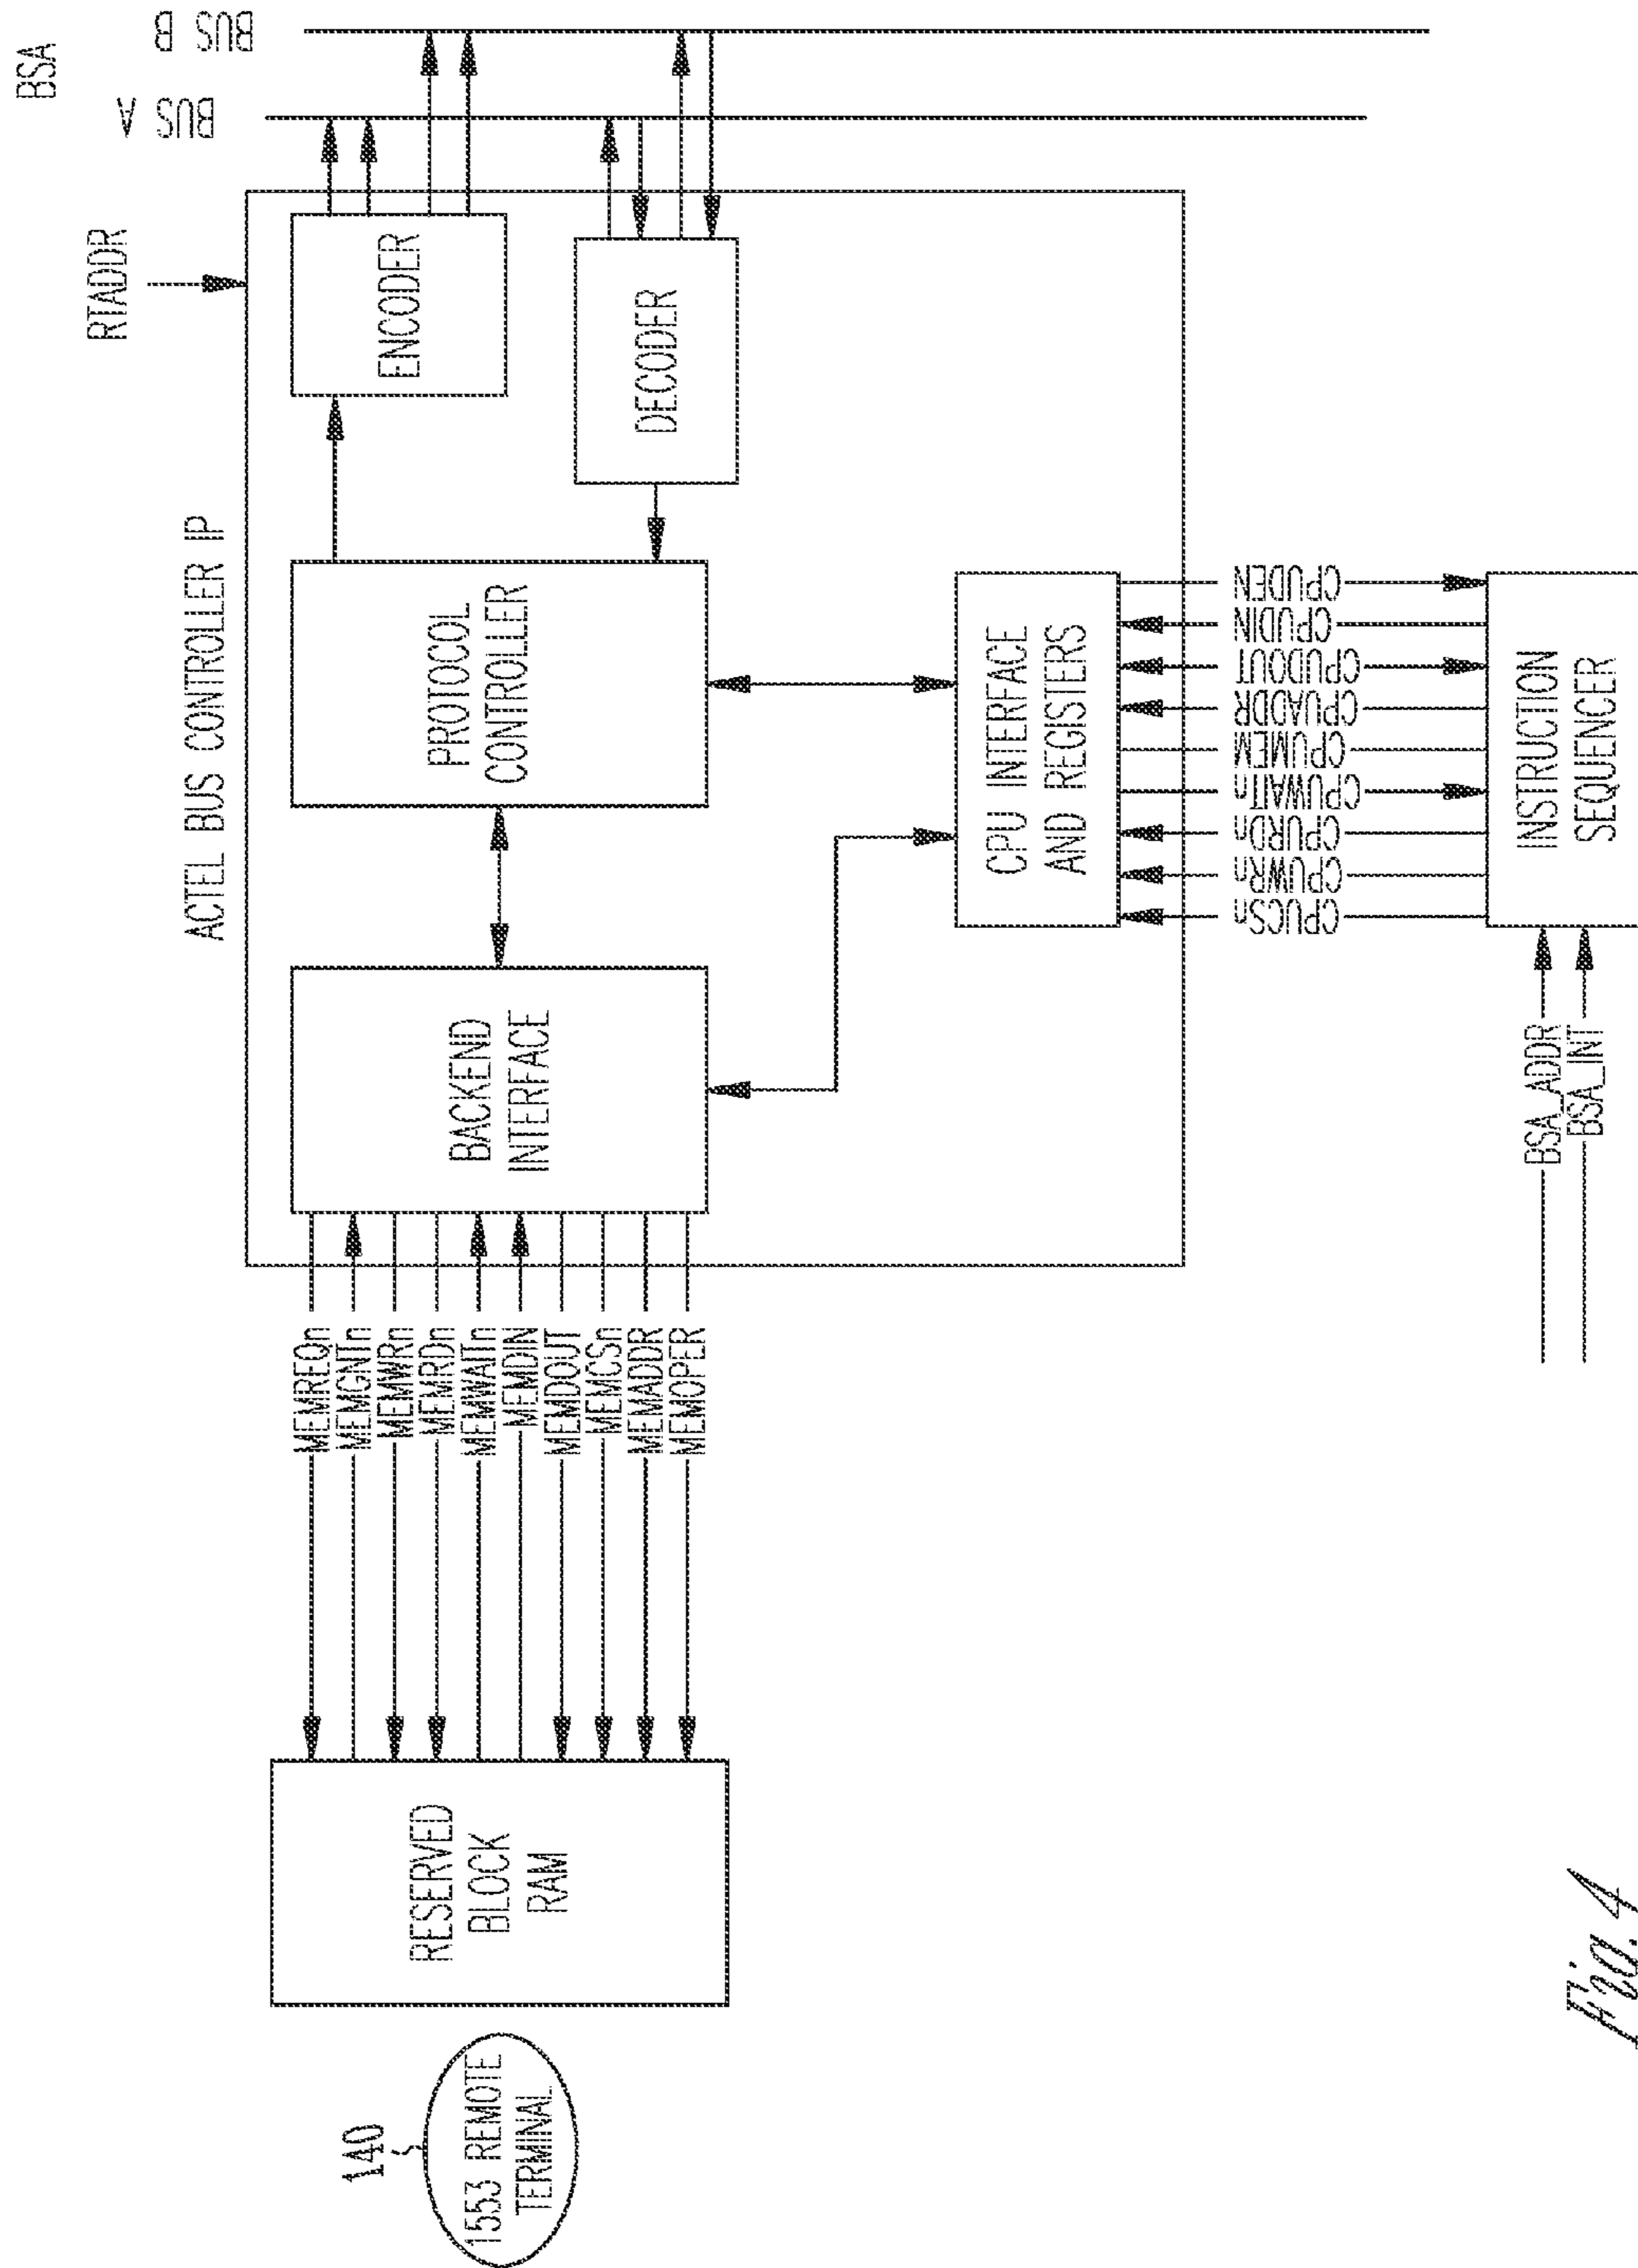 BSA
BUS B
BUS A
RTADDR
ACTEL BUS CONTROLLER IP
ENCODER
DECODER
PROTOCOL
CONTROLLER
BACKEND
INTERFACE
CPU INTERFACE
AND REGISTERS
MEMREQn
MEMGNTn
MEMWRn
MEMRDn
MEMWAITn
MEMDIN
MEMDOUT
MEMCSn
MEMADDR
MEMOPER
CPUDEN
CPUDIN
CPUDOUT
CPUADDR
CPUMEM
CPUWAITn
CPURDn
CPUWRn
CPUCSn
INSTRUCTION
SEQUENCER
BSA_ADDR
BSA_INT
RESERVED
BLOCK
RAM
140
1553 REMOTE
TERMINAL
Fig. 4